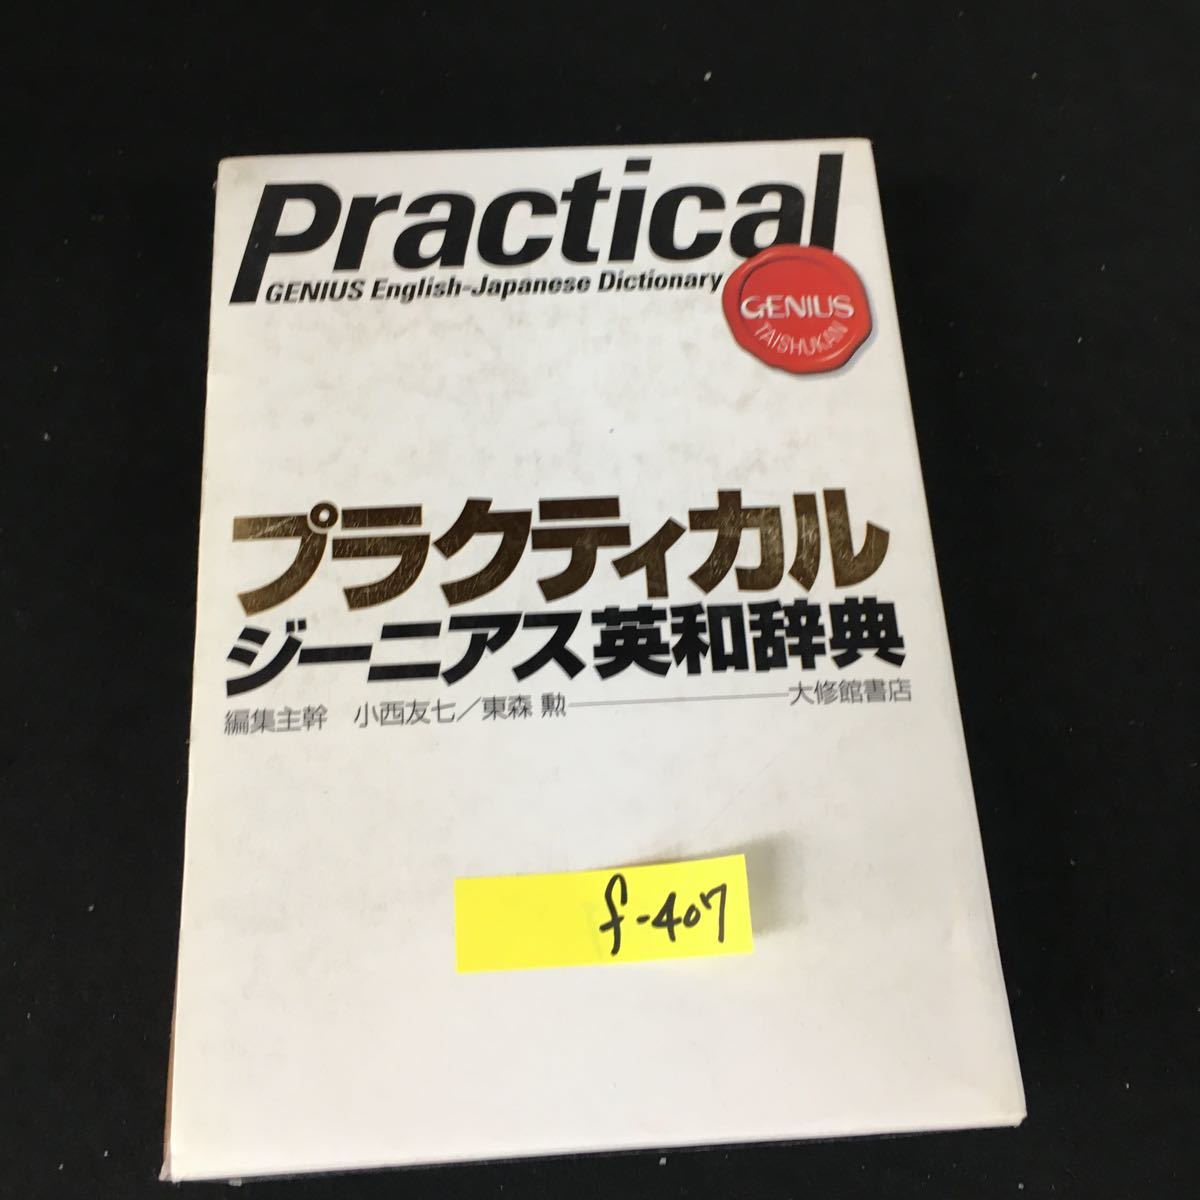 Practical
GENIUS English-Japanese Dictionary
GENIUS
TAISHUKAN
プラクティカル
ジーニアス英和辞典
編集主幹 小西友七/東森 勲 大修館書店
f-407